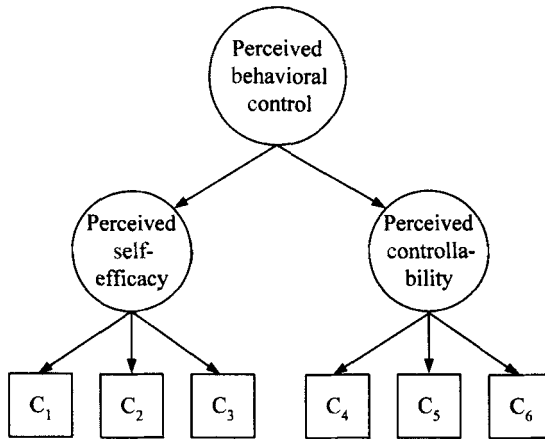 Perceived
behavioral
control
Perceived
self-
efficacy
Perceived
controlla-
bility
C₁ C₂ C₃ C₄ C₅ C₆